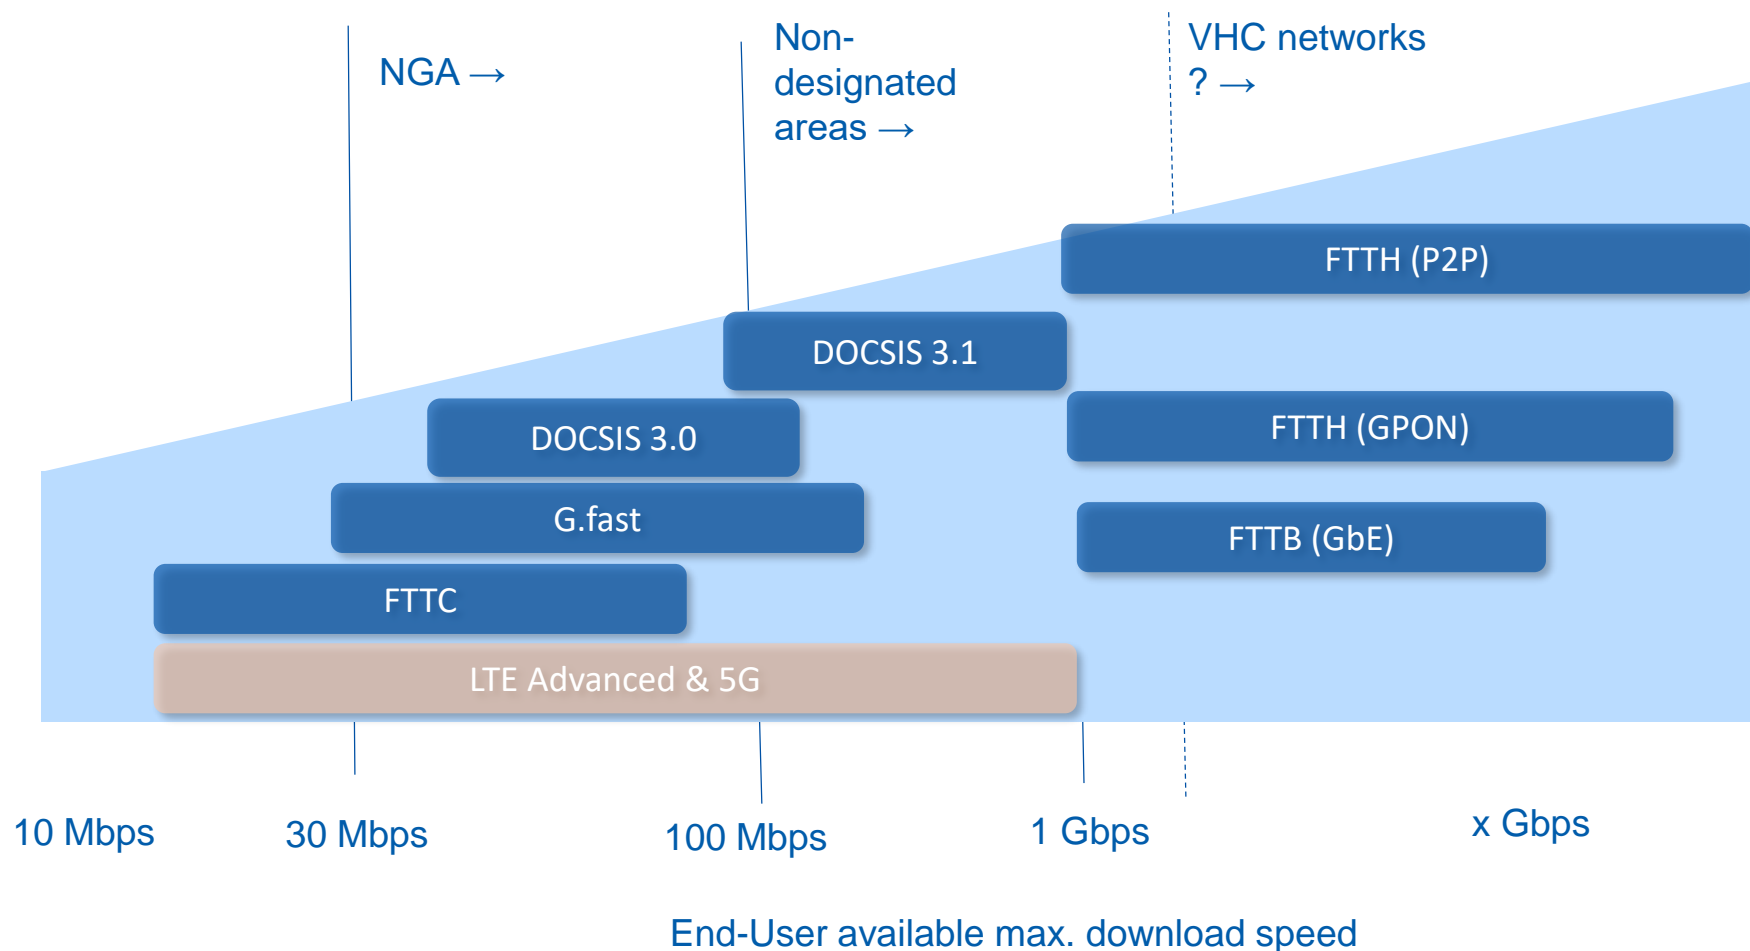 NGA →
Non-
designated
areas →
VHC networks
? →
FTTH (P2P)
DOCSIS 3.1
DOCSIS 3.0
FTTH (GPON)
G.fast
FTTB (GbE)
FTTC
LTE Advanced & 5G
10 Mbps
30 Mbps
100 Mbps
1 Gbps
x Gbps
End-User available max. download speed